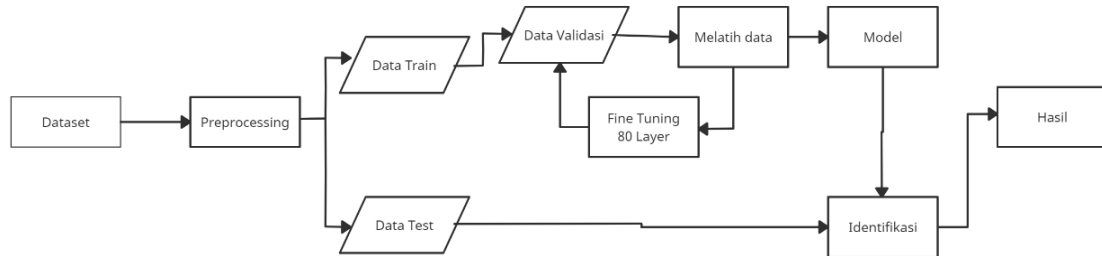 Dataset
Preprocessing
Data Train
Data Validasi
Melatih data
Model
Fine Tuning
80 Layer
Data Test
Identifikasi
Hasil